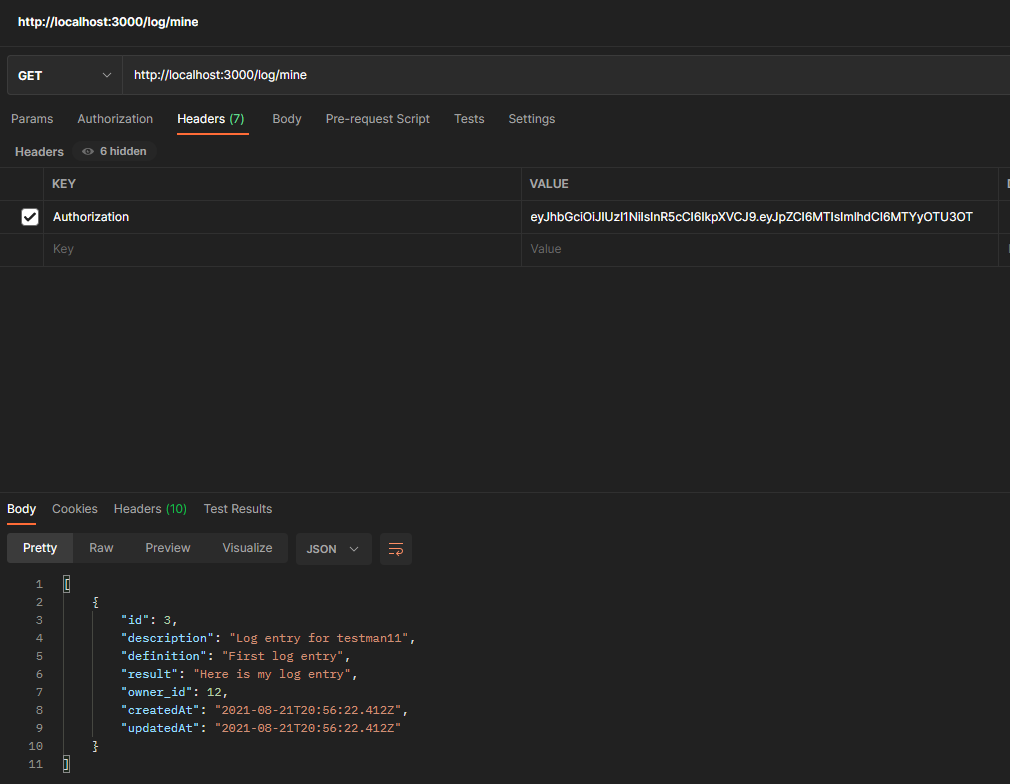 http://localhost:3000/log/mine
GET http://localhost:3000/log/mine
Params Authorization Headers (7) Body Pre-request Script Tests Settings
Headers 6 hidden
KEY VALUE
Authorization eyJhbGciOiJIUzI1NiIsInR5cCI6IkpXVCJ9.eyJpZCI6MTIsImlhdCI6MTYyOTU3OT
Key Value
Body Cookies Headers (10) Test Results
Pretty Raw Preview Visualize JSON
1 [
2 {
3 "id": 3,
4 "description": "Log entry for testman11",
5 "definition": "First log entry",
6 "result": "Here is my log entry",
7 "owner_id": 12,
8 "createdAt": "2021-08-21T20:56:22.412Z",
9 "updatedAt": "2021-08-21T20:56:22.412Z"
10 }
11 ]